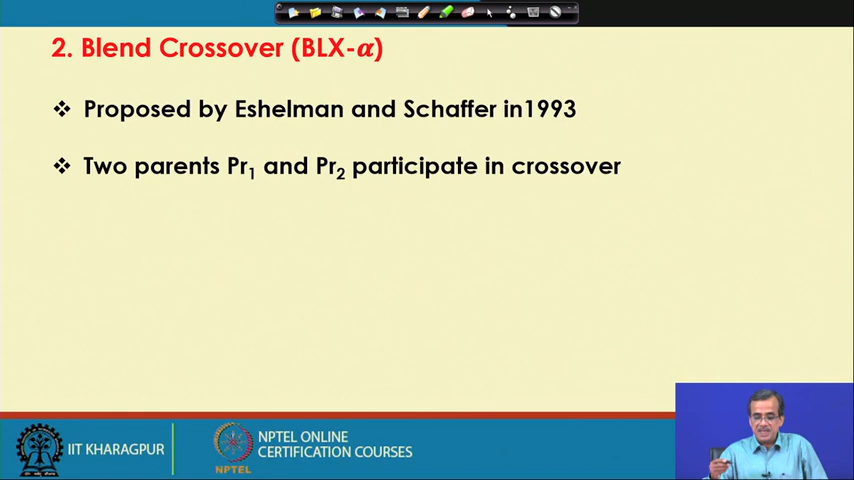 2. Blend Crossover (BLX-α)
❖ Proposed by Eshelman and Schaffer in1993
❖ Two parents Pr₁ and Pr₂ participate in crossover
IIT KHARAGPUR
NPTEL
NPTEL ONLINE
CERTIFICATION COURSES